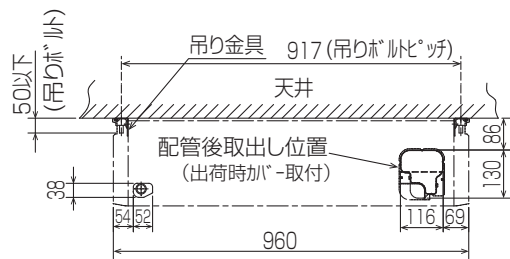 吊り金具
917(吊りボルトピッチ)
50以下
(吊りボルト)
天井
配管後取出し位置
(出荷時カバー取付)
86
130
38
54
52
116
69
960